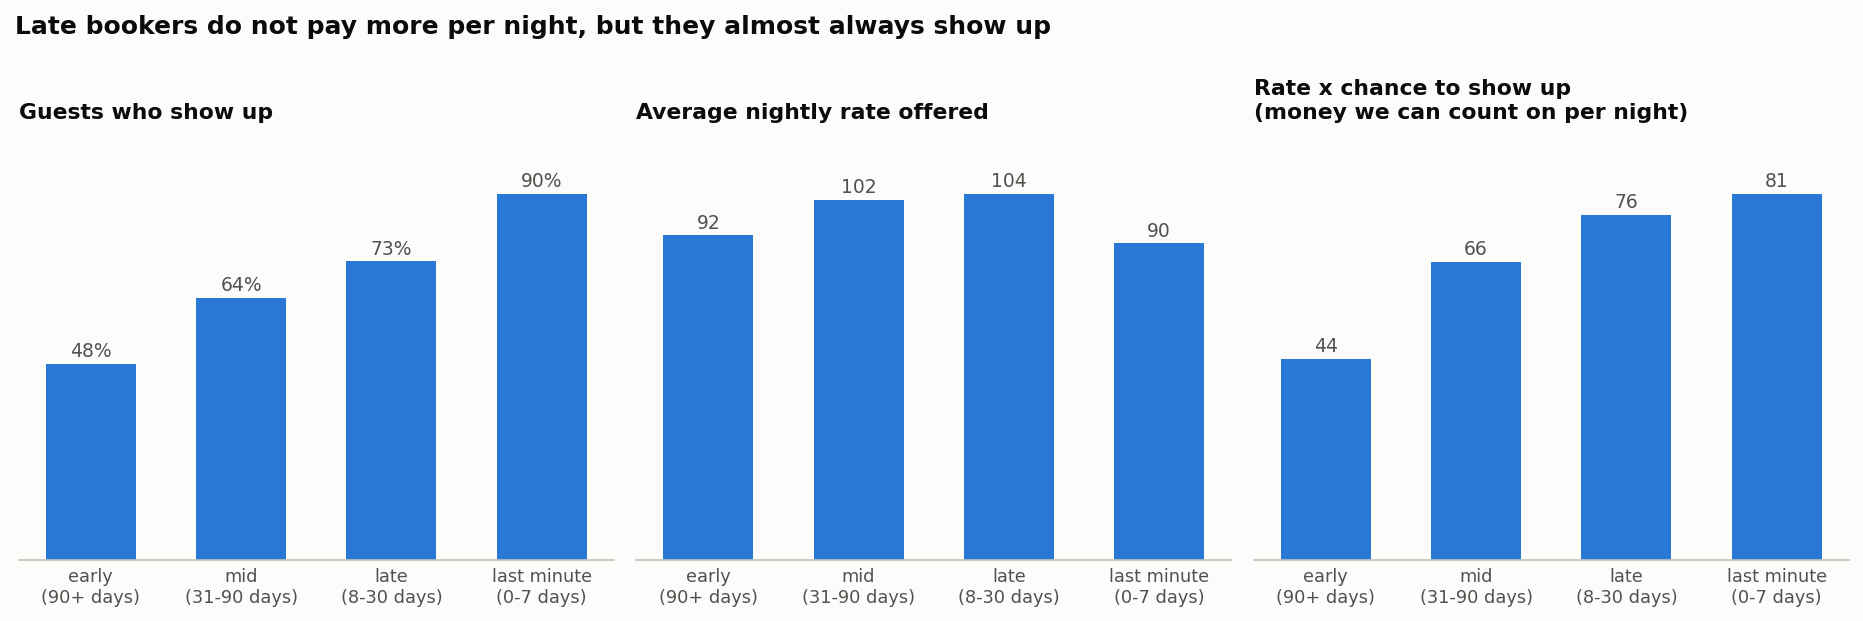 Late bookers do not pay more per night, but they almost always show up
Guests who show up
48%
64%
73%
90%
early
(90+ days)
mid
(31-90 days)
late
(8-30 days)
last minute
(0-7 days)
Average nightly rate offered
92
102
104
90
early
(90+ days)
mid
(31-90 days)
late
(8-30 days)
last minute
(0-7 days)
Rate x chance to show up
(money we can count on per night)
44
66
76
81
early
(90+ days)
mid
(31-90 days)
late
(8-30 days)
last minute
(0-7 days)